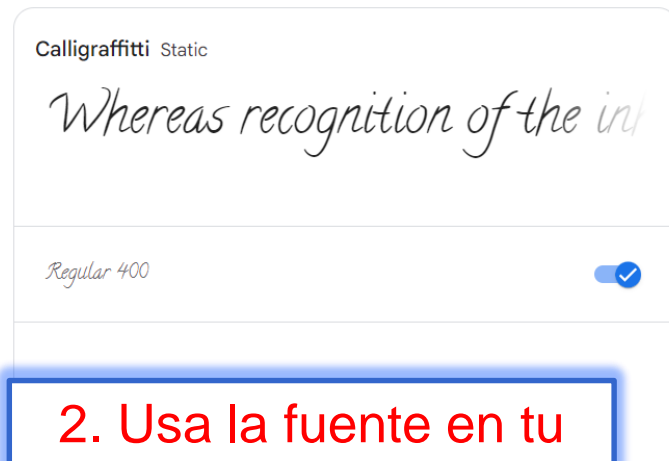 Calligraffitti Static
Whereas recognition of the
Regular 400
2. Usa la fuente en tu